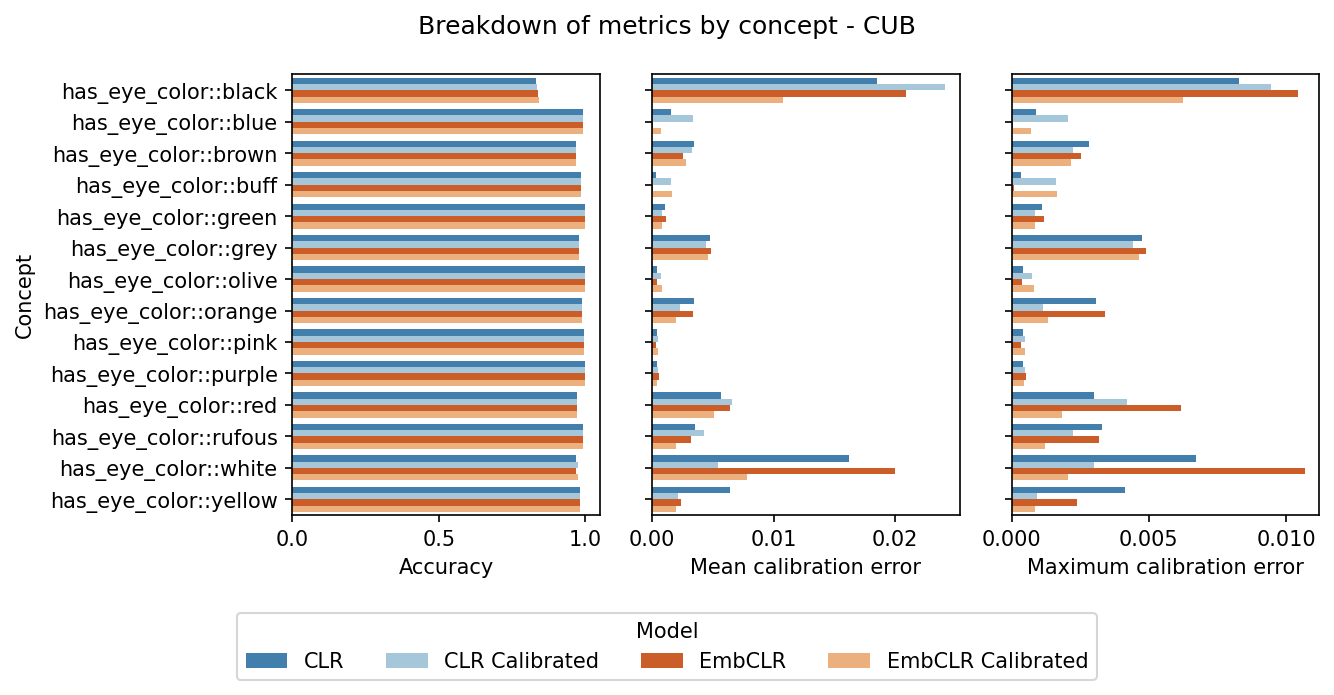 Breakdown of metrics by concept - CUB
Concept
has_eye_color::black
has_eye_color::blue
has_eye_color::brown
has_eye_color::buff
has_eye_color::green
has_eye_color::grey
has_eye_color::olive
has_eye_color::orange
has_eye_color::pink
has_eye_color::purple
has_eye_color::red
has_eye_color::rufous
has_eye_color::white
has_eye_color::yellow
0.0 0.5 1.0
Accuracy
0.00 0.01 0.02
Mean calibration error
0.000 0.005 0.010
Maximum calibration error
Model
CLR CLR Calibrated EmbCLR EmbCLR Calibrated